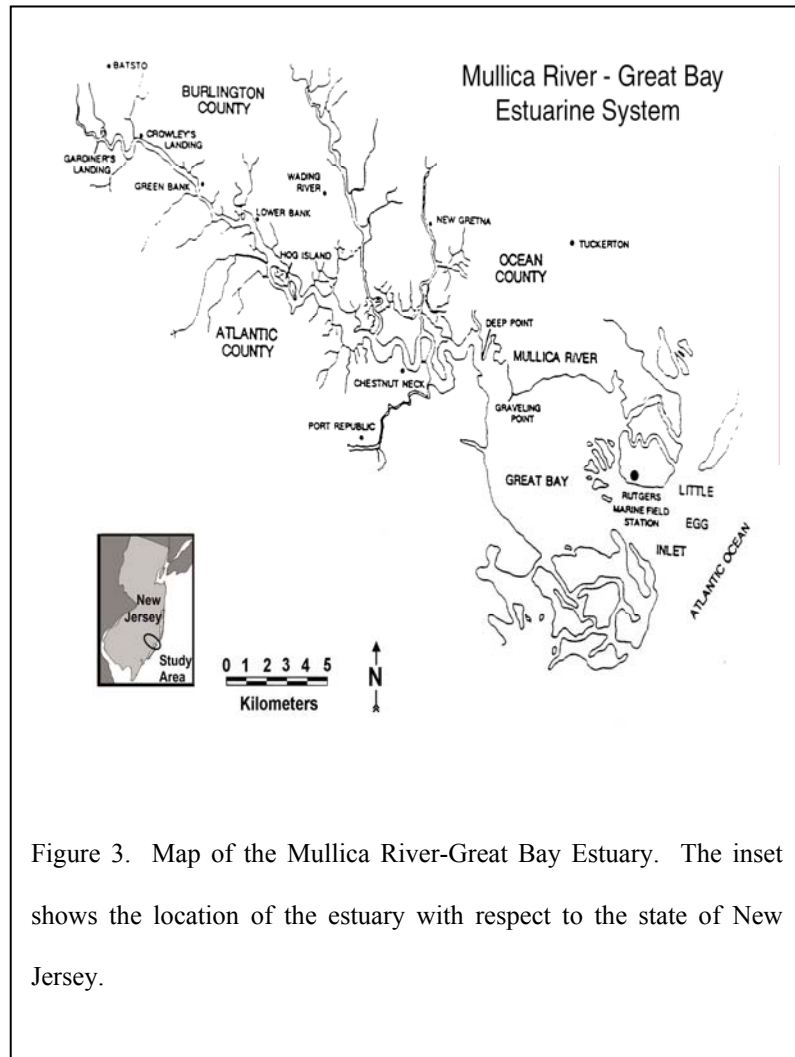 Mullica River - Great Bay
Estuarine System
BATSTO
BURLINGTON
COUNTY
CROWLEY'S
LANDING
GARDINER'S
LANDING
GREEN BANK
WADING
RIVER
LOWER BANK
NEW GRETNA
TUCKERTON
HOG ISLAND
OCEAN
COUNTY
ATLANTIC
COUNTY
DEEP POINT
MULLICA RIVER
CHESTNUT NECK
GRAVELING
POINT
PORT REPUBLIC
GREAT BAY
RUTGERS
MARINE FIELD
STATION
LITTLE
EGG
INLET
ATLANTIC OCEAN
New
Jersey
Study
Area
0 1 2 3 4 5
Kilometers
N
Figure 3. Map of the Mullica River-Great Bay Estuary. The inset
shows the location of the estuary with respect to the state of New
Jersey.